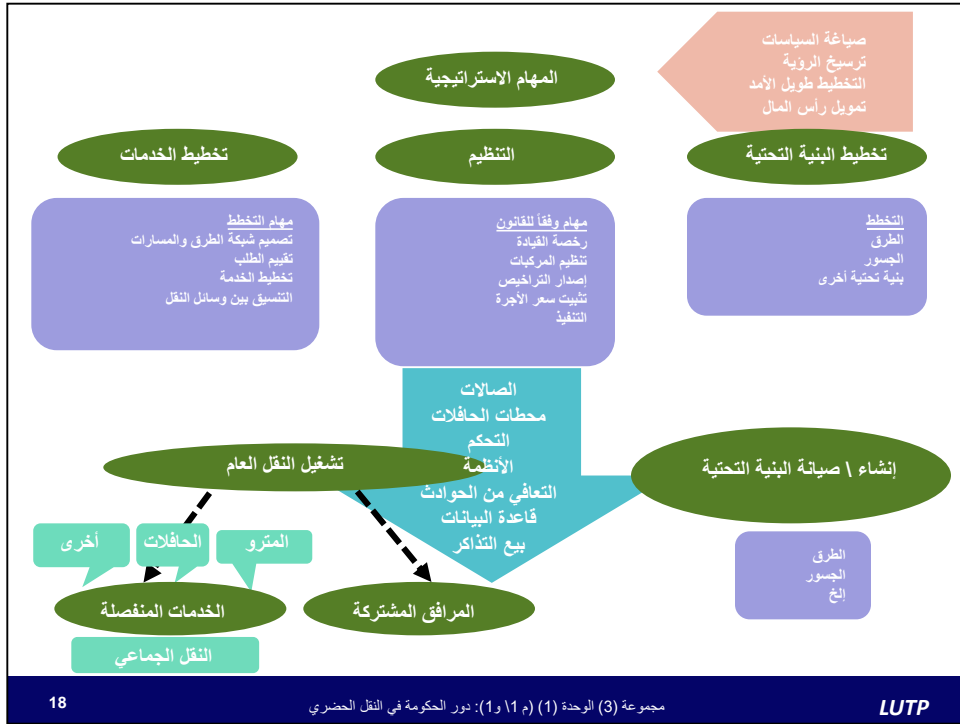 صياغة السياسات
ترسيخ الرؤية
التخطيط طويل الأمد
تمويل رأس المال
المهام الاستراتيجية
تخطيط البنية التحتية
التنظيم
تخطيط الخدمات
التخطط
الطرق
الجسور
بنية تحتية أخرى
مهام وفقاً للقانون
رخصة القيادة
تنظيم المركبات
إصدار التراخيص
تثبيت سعر الأجرة
التنفيذ
مهام التخطط
تصميم شبكة الطرق والمسارات
تقييم الطلب
تخطيط الخدمة
التنسيق بين وسائل النقل
الصالات
محطات الحافلات
التحكم
الأنظمة
التعافي من الحوادث
قاعدة البيانات
بيع التذاكر
إنشاء \ صيانة البنية التحتية
تشغيل النقل العام
الطرق
الجسور
إلخ
المترو
الحافلات
أخرى
المرافق المشتركة
الخدمات المنفصلة
النقل الجماعي
18
مجموعة (3) الوحدة (1) (م 1\ و1): دور الحكومة في النقل الحضري
LUTP